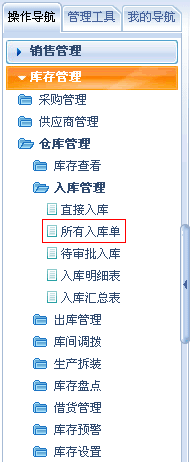 操作导航 管理工具 我的导航
销售管理
库存管理
采购管理
供应商管理
仓库管理
库存查看
入库管理
直接入库
所有入库单
待审批入库
入库明细表
入库汇总表
出库管理
库间调拨
生产拆装
库存盘点
借货管理
库存预警
库存设置